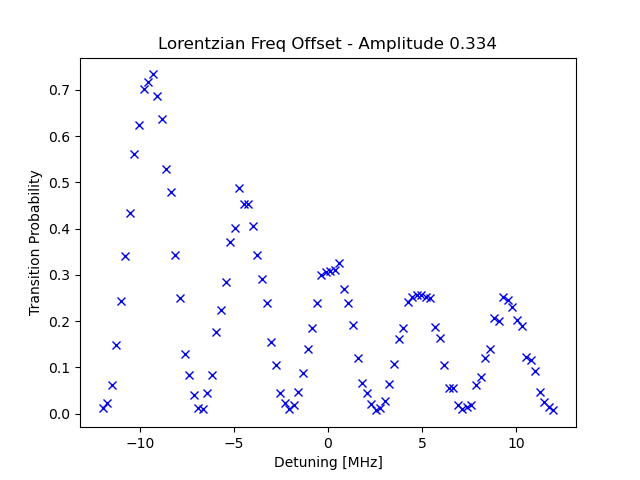 Lorentzian Freq Offset - Amplitude 0.334
Transition Probability
0.7
0.6
0.5
0.4
0.3
0.2
0.1
0.0
−10 −5 0 5 10
Detuning [MHz]